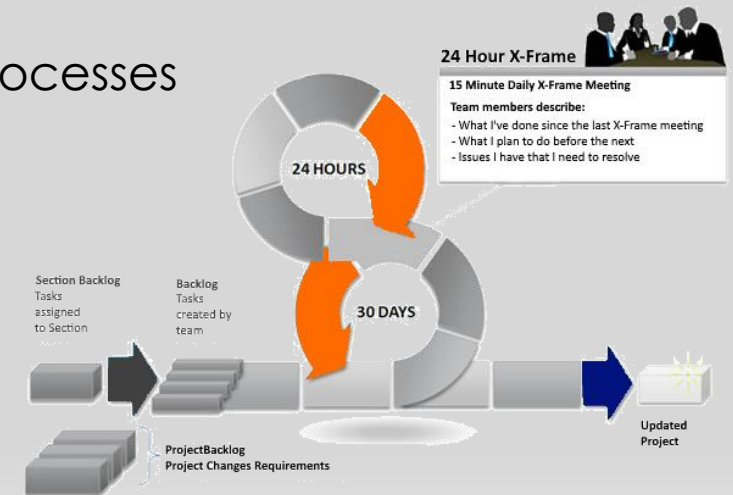 ocesses
24 Hour X-Frame
15 Minute Daily X-Frame Meeting
Team members describe:
- What I've done since the last X-Frame meeting
- What I plan to do before the next
- Issues I have that I need to resolve
24 HOURS
30 DAYS
Section Backlog
Tasks
assigned
to Section
Backlog
Tasks
created by
team
ProjectBacklog
Project Changes Requirements
Updated
Project